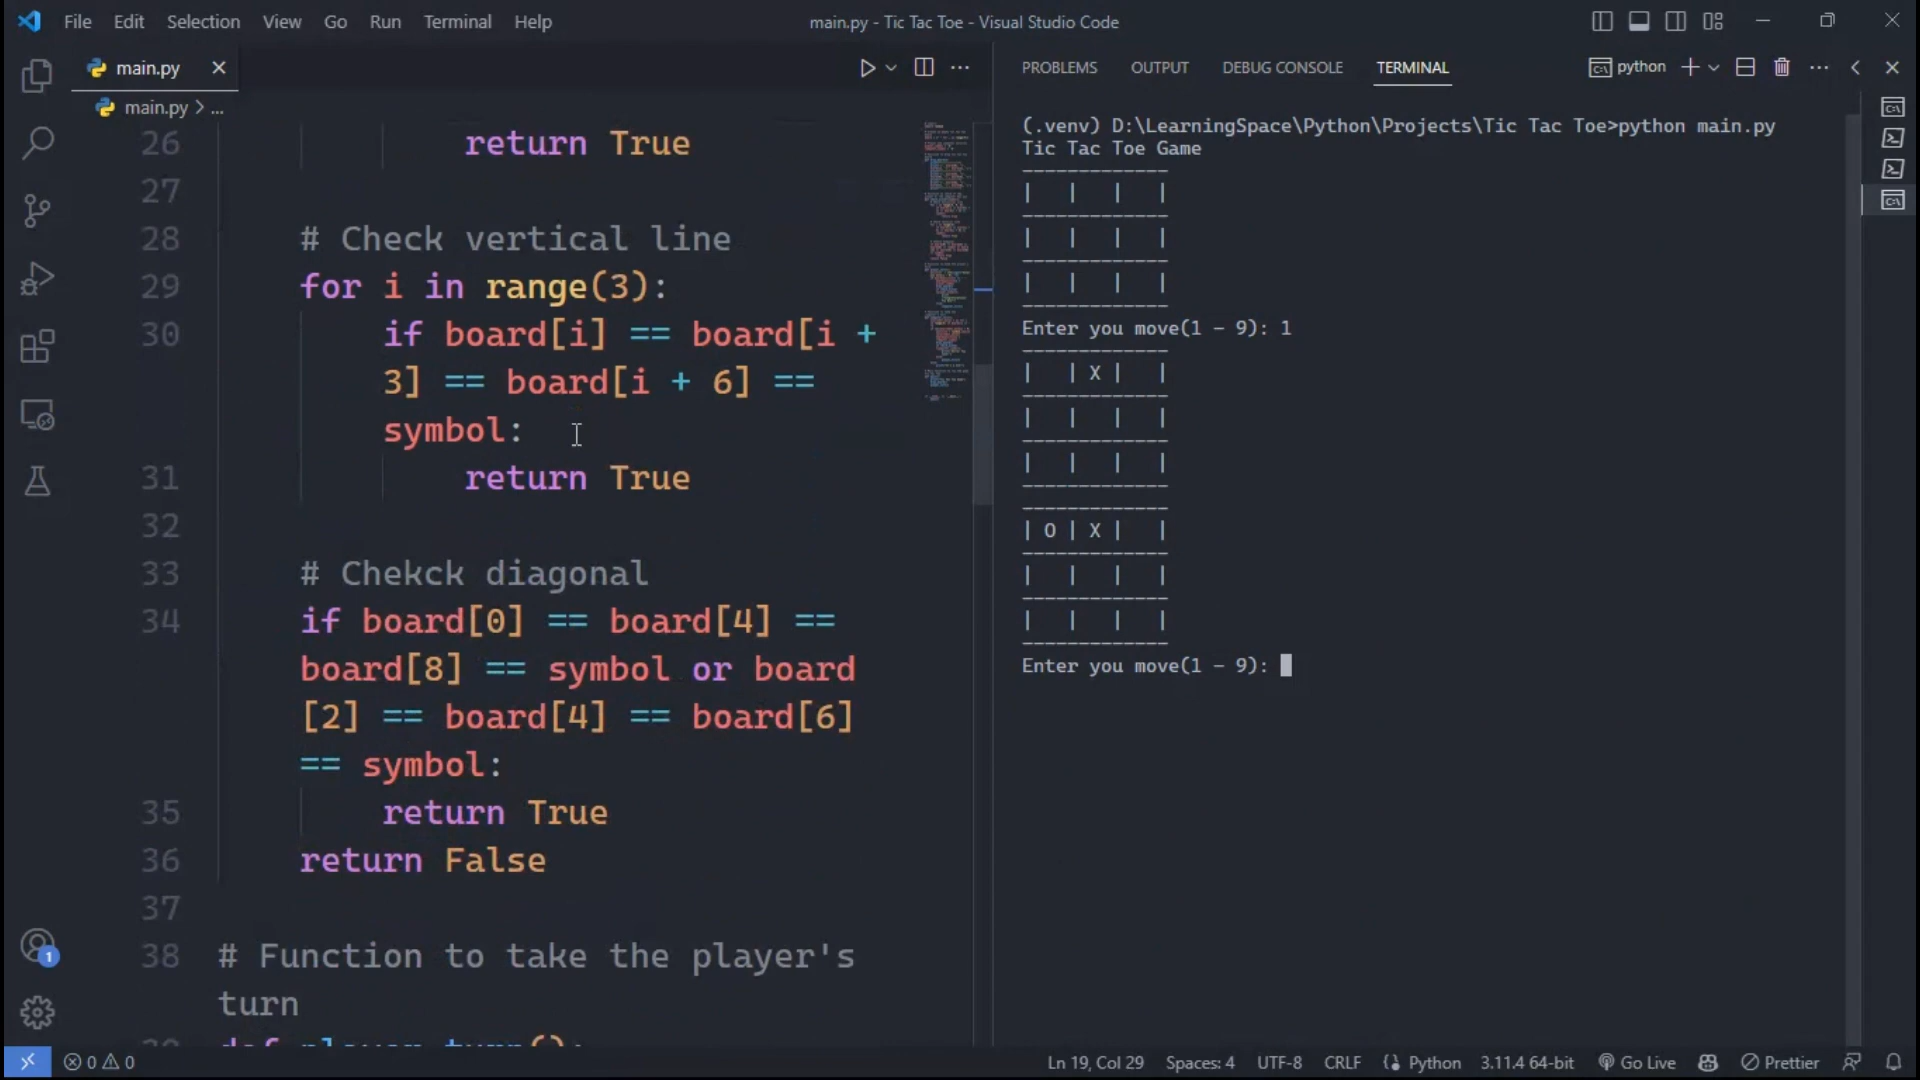 File Edit Selection View Go Run Terminal Help
main.py - Tic Tac Toe - Visual Studio Code
main.py
main.py > ...
26 return True
27
28 # Check vertical line
29 for i in range(3):
30 if board[i] == board[i +
3] == board[i + 6] ==
symbol:
31 return True
32
33 # Chekck diagonal
34 if board[0] == board[4] ==
board[8] == symbol or board
[2] == board[4] == board[6]
== symbol:
35 return True
36 return False
37
38 # Function to take the player's
turn
PROBLEMS OUTPUT DEBUG CONSOLE TERMINAL
python
(.venv) D:\LearningSpace\Python\Projects\Tic Tac Toe>python main.py
Tic Tac Toe Game
-------------
|   |   |   |
-------------
|   |   |   |
-------------
|   |   |   |
-------------
Enter you move(1 - 9): 1
-------------
|   | X |   |
-------------
|   |   |   |
-------------
|   |   |   |
-------------
-------------
| O | X |   |
-------------
|   |   |   |
-------------
|   |   |   |
-------------
Enter you move(1 - 9):
1
0 0
Ln 19, Col 29 Spaces: 4 UTF-8 CRLF Python 3.11.4 64-bit Go Live Prettier